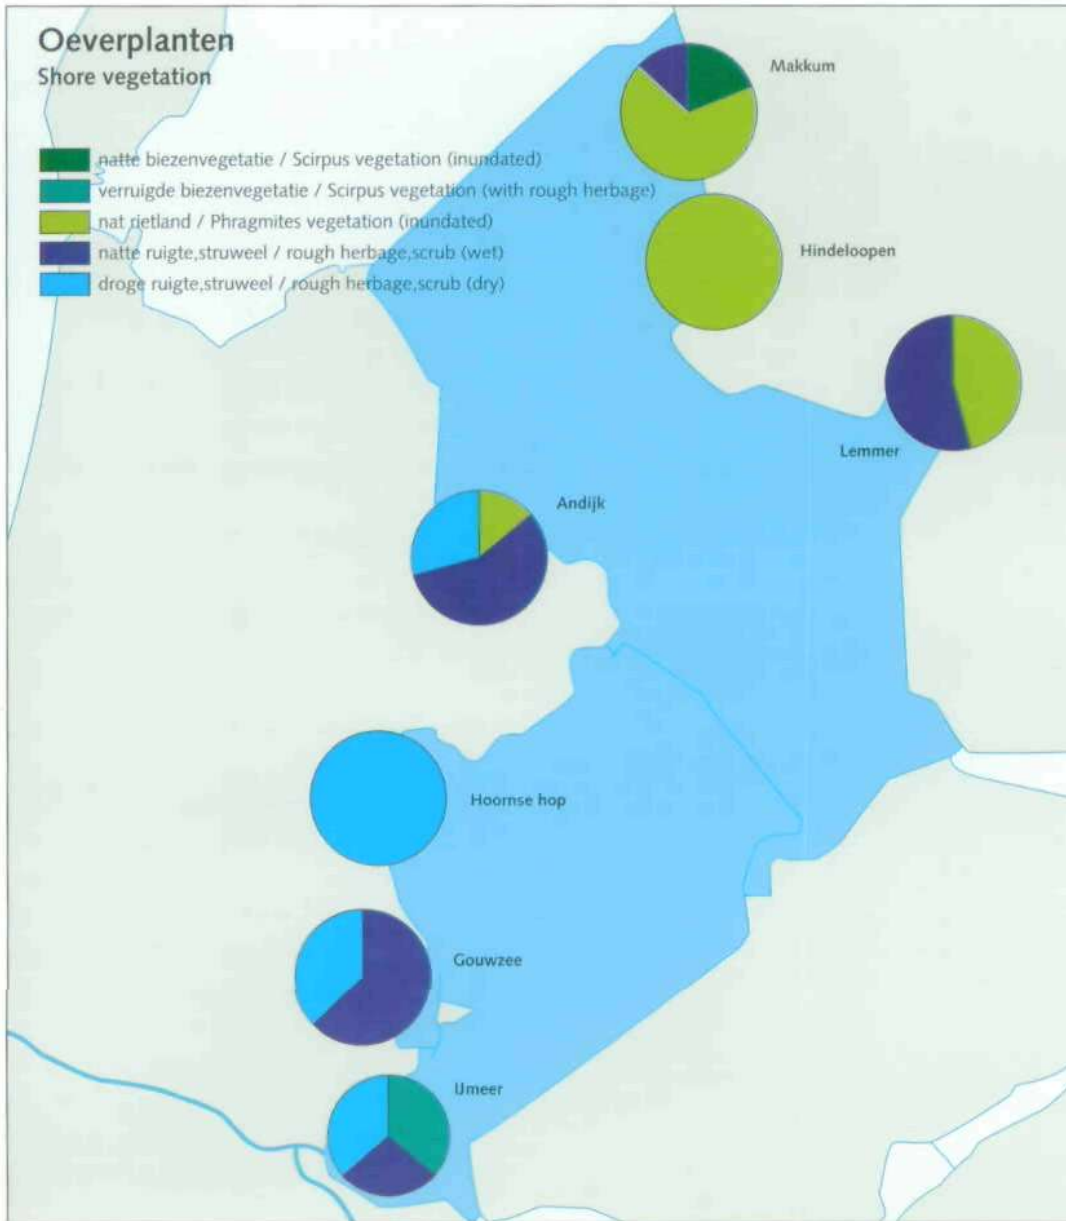 Oeverplanten
Shore vegetation
natte biezenvegetatie / Scirpus vegetation (inundated)
verruigde biezenvegetatie / Scirpus vegetation (with rough herbage)
nat rietland / Phragmites vegetation (inundated)
natte ruigte,struweel / rough herbage,scrub (wet)
droge ruigte,struweel / rough herbage,scrub (dry)
Makkum
Hindeloopen
Lemmer
Andijk
Hoornse hop
Gouwzee
IJmeer